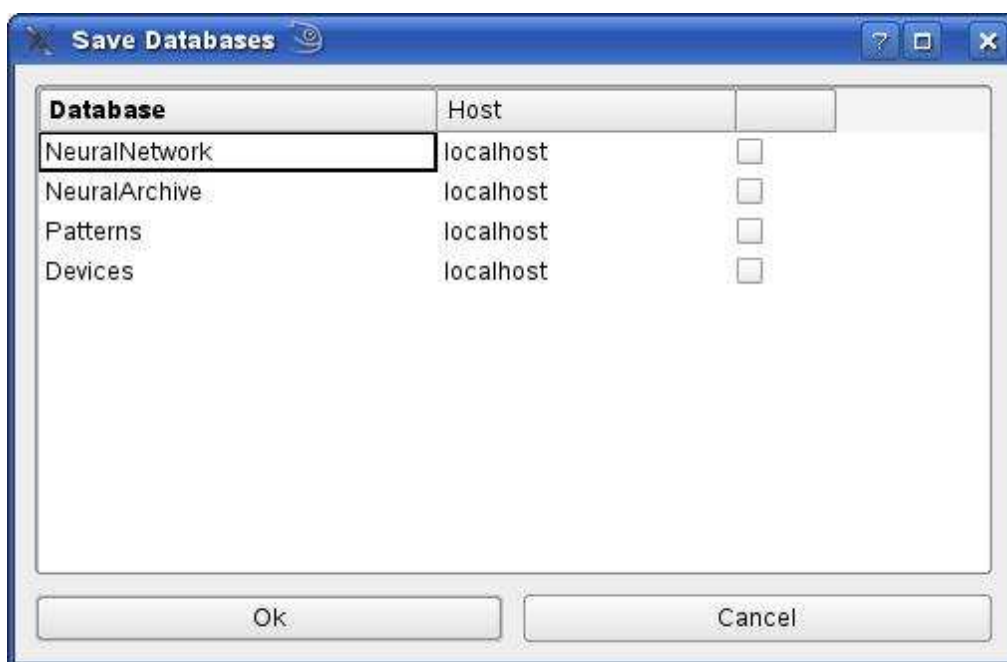 Save Databases
Database Host
NeuralNetwork localhost
NeuralArchive localhost
Patterns localhost
Devices localhost
Ok Cancel